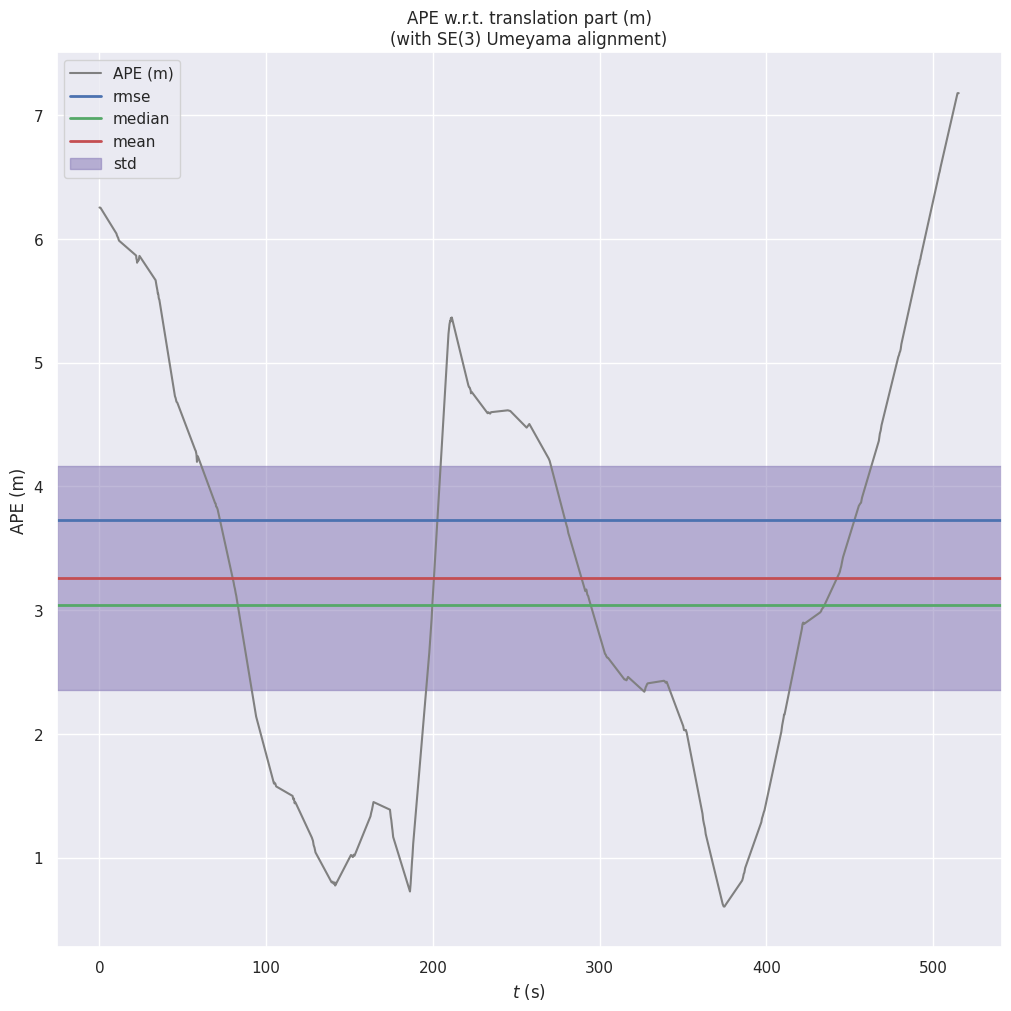 APE w.r.t. translation part (m)
(with SE(3) Umeyama alignment)
APE (m)
rmse
median
mean
std
7
6
5
4
3
2
1
APE (m)
0 100 200 300 400 500
t (s)